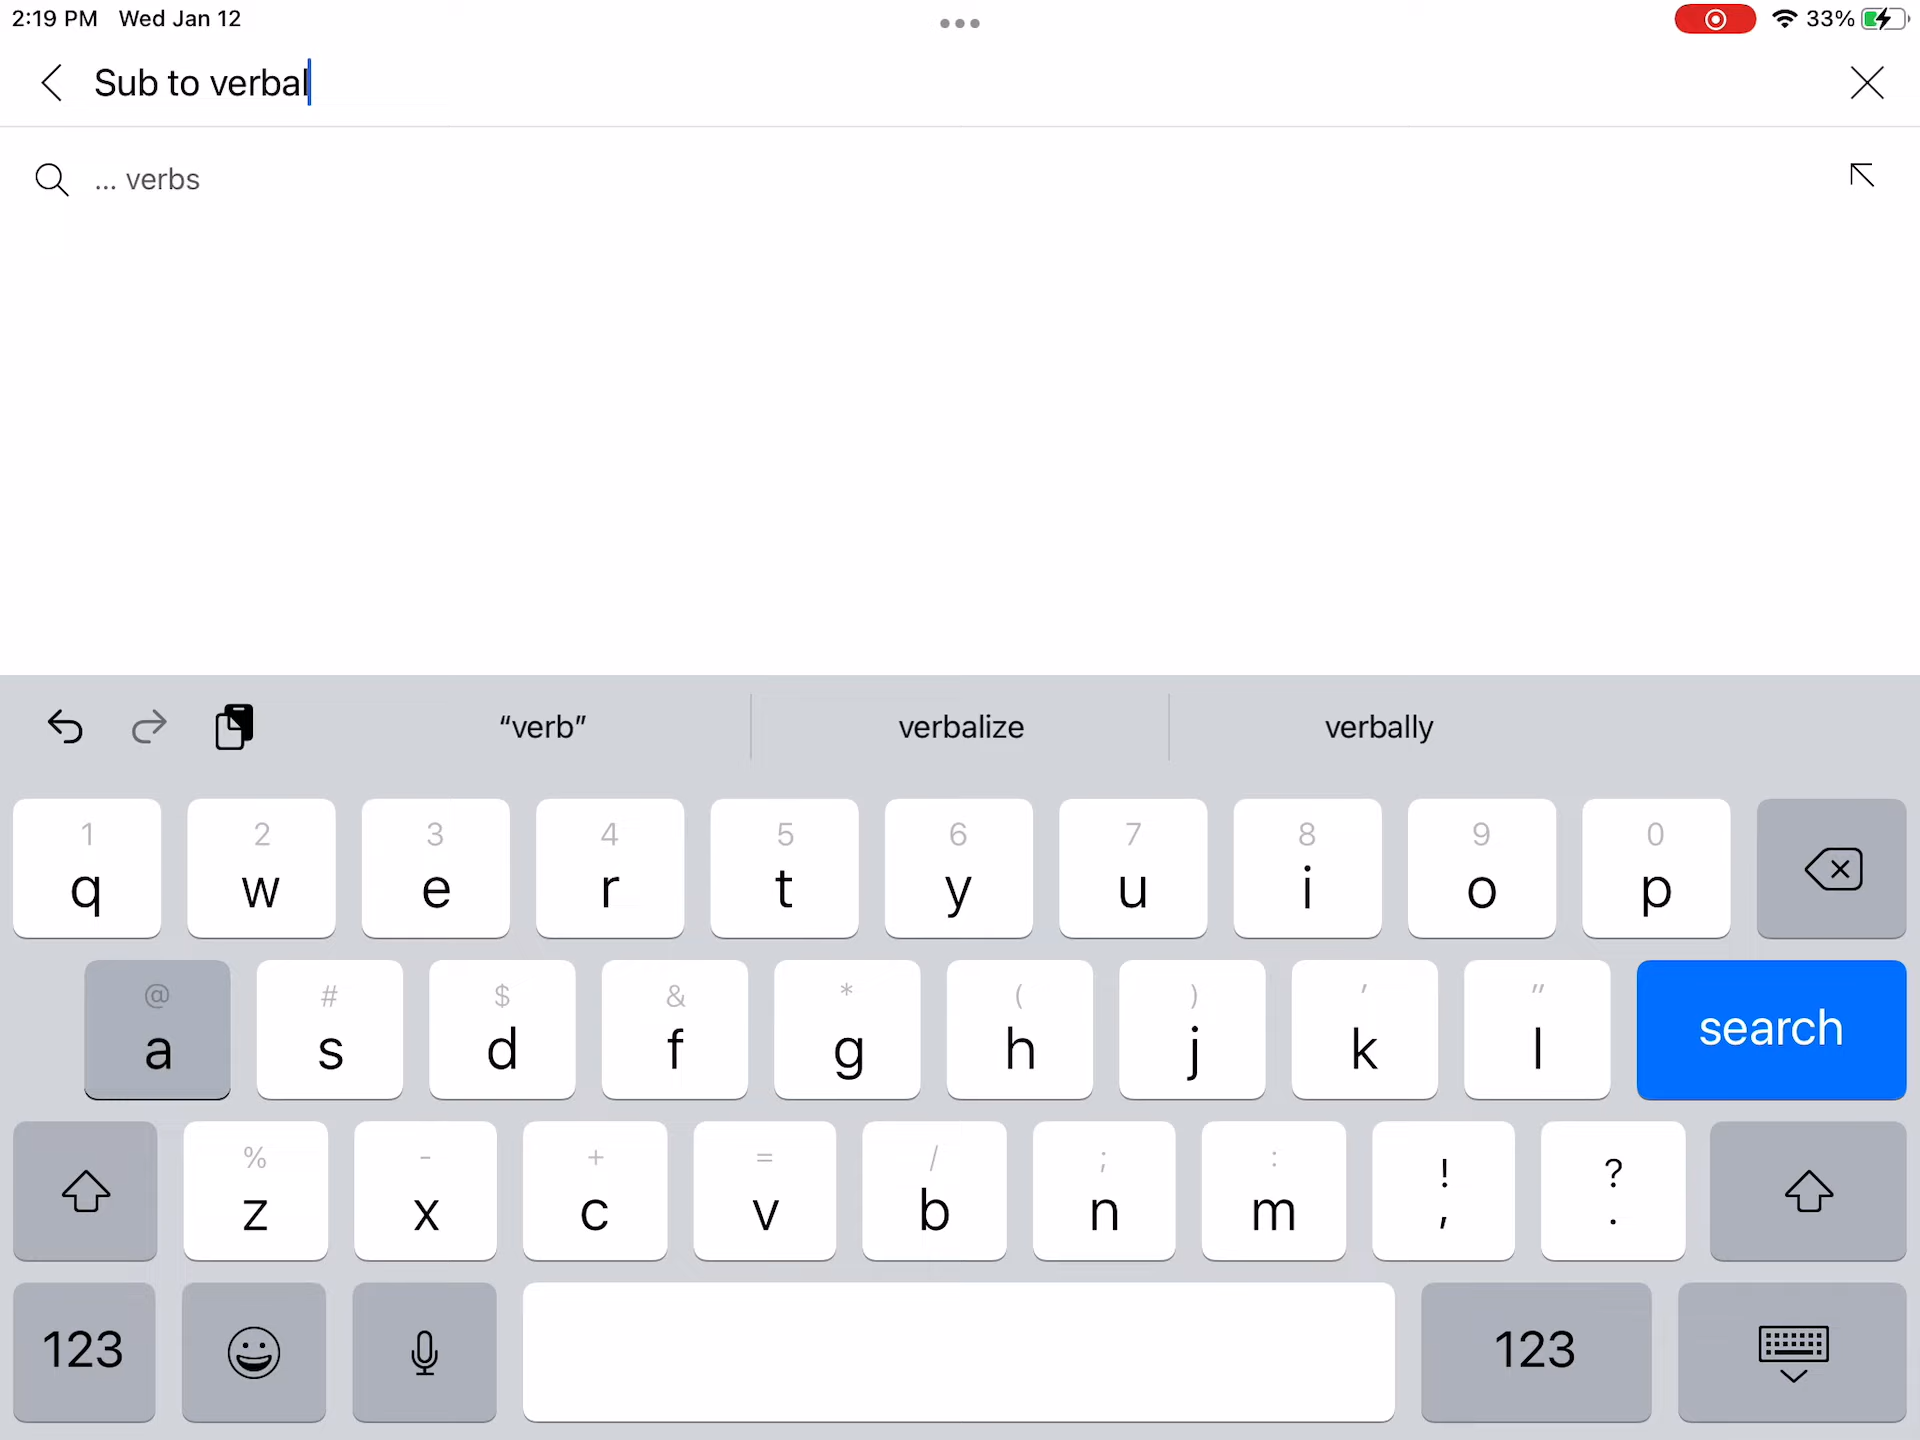 2:19 PM Wed Jan 12
33%
Sub to verbal
... verbs
“verb” verbalize verbally
1 2 3 4 5 6 7 8 9 0
q w e r t y u i o p
@ # $ & * ( ) ' "
a s d f g h j k l search
% - + = / ; : ! ?
z x c v b n m , .
123 123